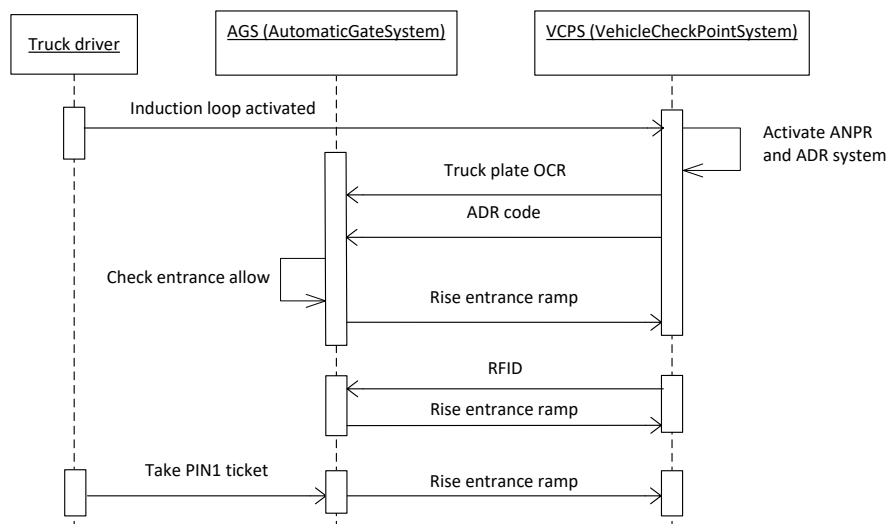 Truck driver
AGS (AutomaticGateSystem)
VCPS (VehicleCheckPointSystem)
Induction loop activated
Activate ANPR
and ADR system
Truck plate OCR
ADR code
Check entrance allow
Rise entrance ramp
RFID
Rise entrance ramp
Take PIN1 ticket
Rise entrance ramp